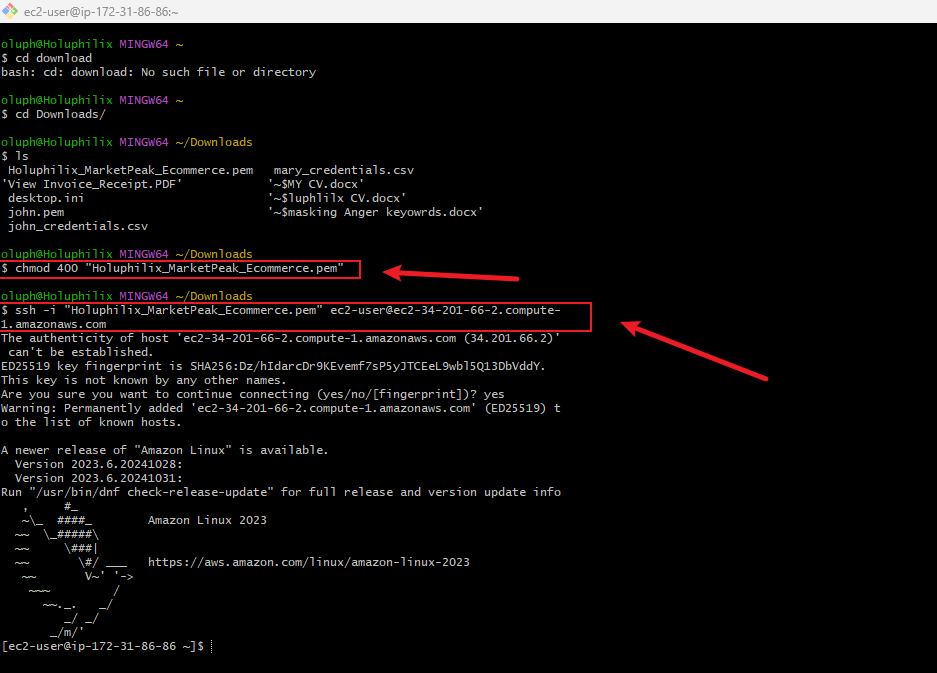 ec2-user@ip-172-31-86-86:~
oluph@Holuphilix MINGW64 ~
$ cd download
bash: cd: download: No such file or directory
oluph@Holuphilix MINGW64 ~
$ cd Downloads/
oluph@Holuphilix MINGW64 ~/Downloads
$ ls
 Holuphilix_MarketPeak_Ecommerce.pem   mary_credentials.csv
'View Invoice_Receipt.PDF'            '~$MY CV.docx'
 desktop.ini                          '~$luphlilx CV.docx'
 john.pem                             '~$masking Anger keyowrds.docx'
 john_credentials.csv
oluph@Holuphilix MINGW64 ~/Downloads
$ chmod 400 "Holuphilix_MarketPeak_Ecommerce.pem"
oluph@Holuphilix MINGW64 ~/Downloads
$ ssh -i "Holuphilix_MarketPeak_Ecommerce.pem" ec2-user@ec2-34-201-66-2.compute-
1.amazonaws.com
The authenticity of host 'ec2-34-201-66-2.compute-1.amazonaws.com (34.201.66.2)'
 can't be established.
ED25519 key fingerprint is SHA256:Dz/hIdarcDr9KEvemf7sP5yJTCEeL9wbl5Q13DbVddY.
This key is not known by any other names.
Are you sure you want to continue connecting (yes/no/[fingerprint])? yes
Warning: Permanently added 'ec2-34-201-66-2.compute-1.amazonaws.com' (ED25519) t
o the list of known hosts.
A newer release of "Amazon Linux" is available.
  Version 2023.6.20241028:
  Version 2023.6.20241031:
Run "/usr/bin/dnf check-release-update" for full release and version update info
   ,     #_
   ~\_  ####_        Amazon Linux 2023
  ~~  \_#####\
  ~~     \###|
  ~~       \#/ ___   https://aws.amazon.com/linux/amazon-linux-2023
   ~~       V~' '->
    ~~~         /
      ~~._.   _/
         _/ _/
       _/m/'
[ec2-user@ip-172-31-86-86 ~]$